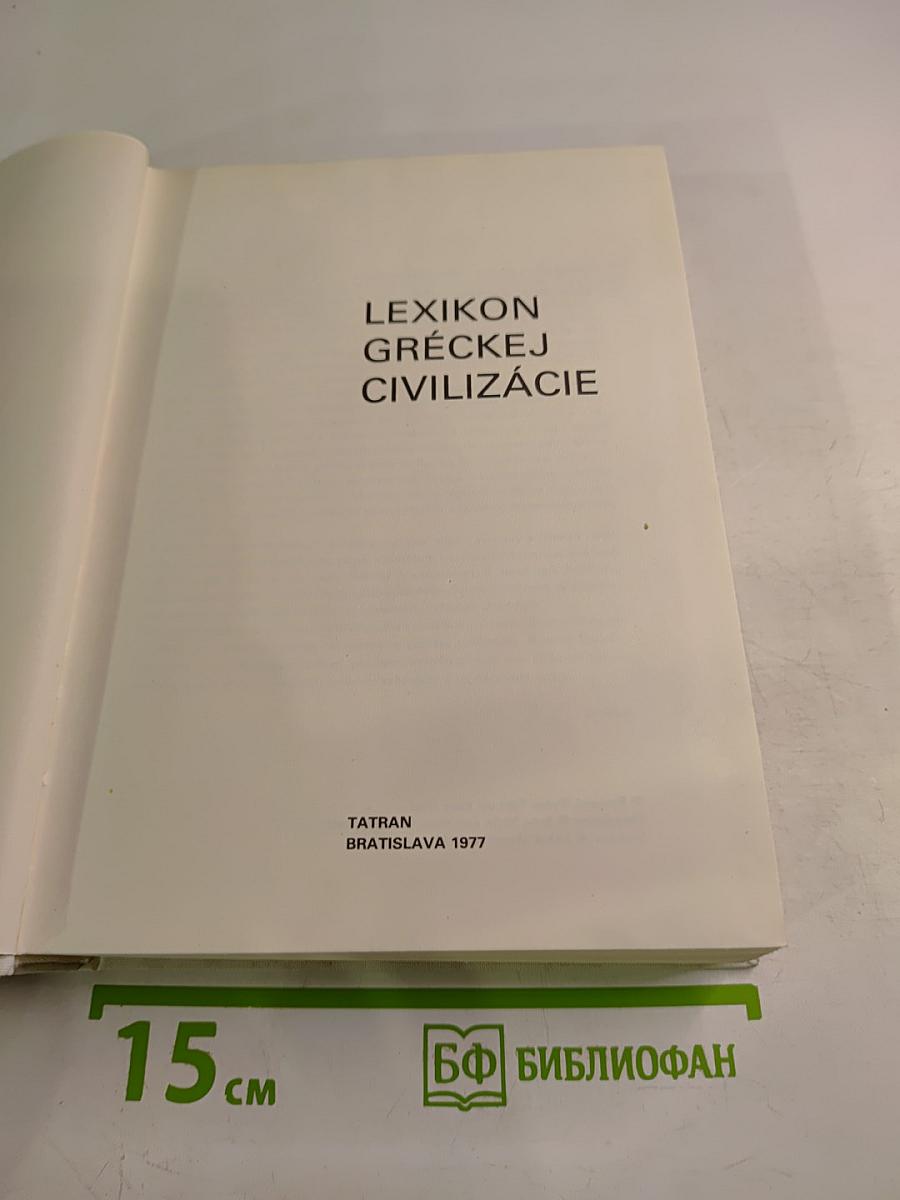 LEXIKON
GRÉCKEJ
CIVILIZÁCIE
TATRAN
BRATISLAVA 1977
15 см
БФ БИБЛИОФАН